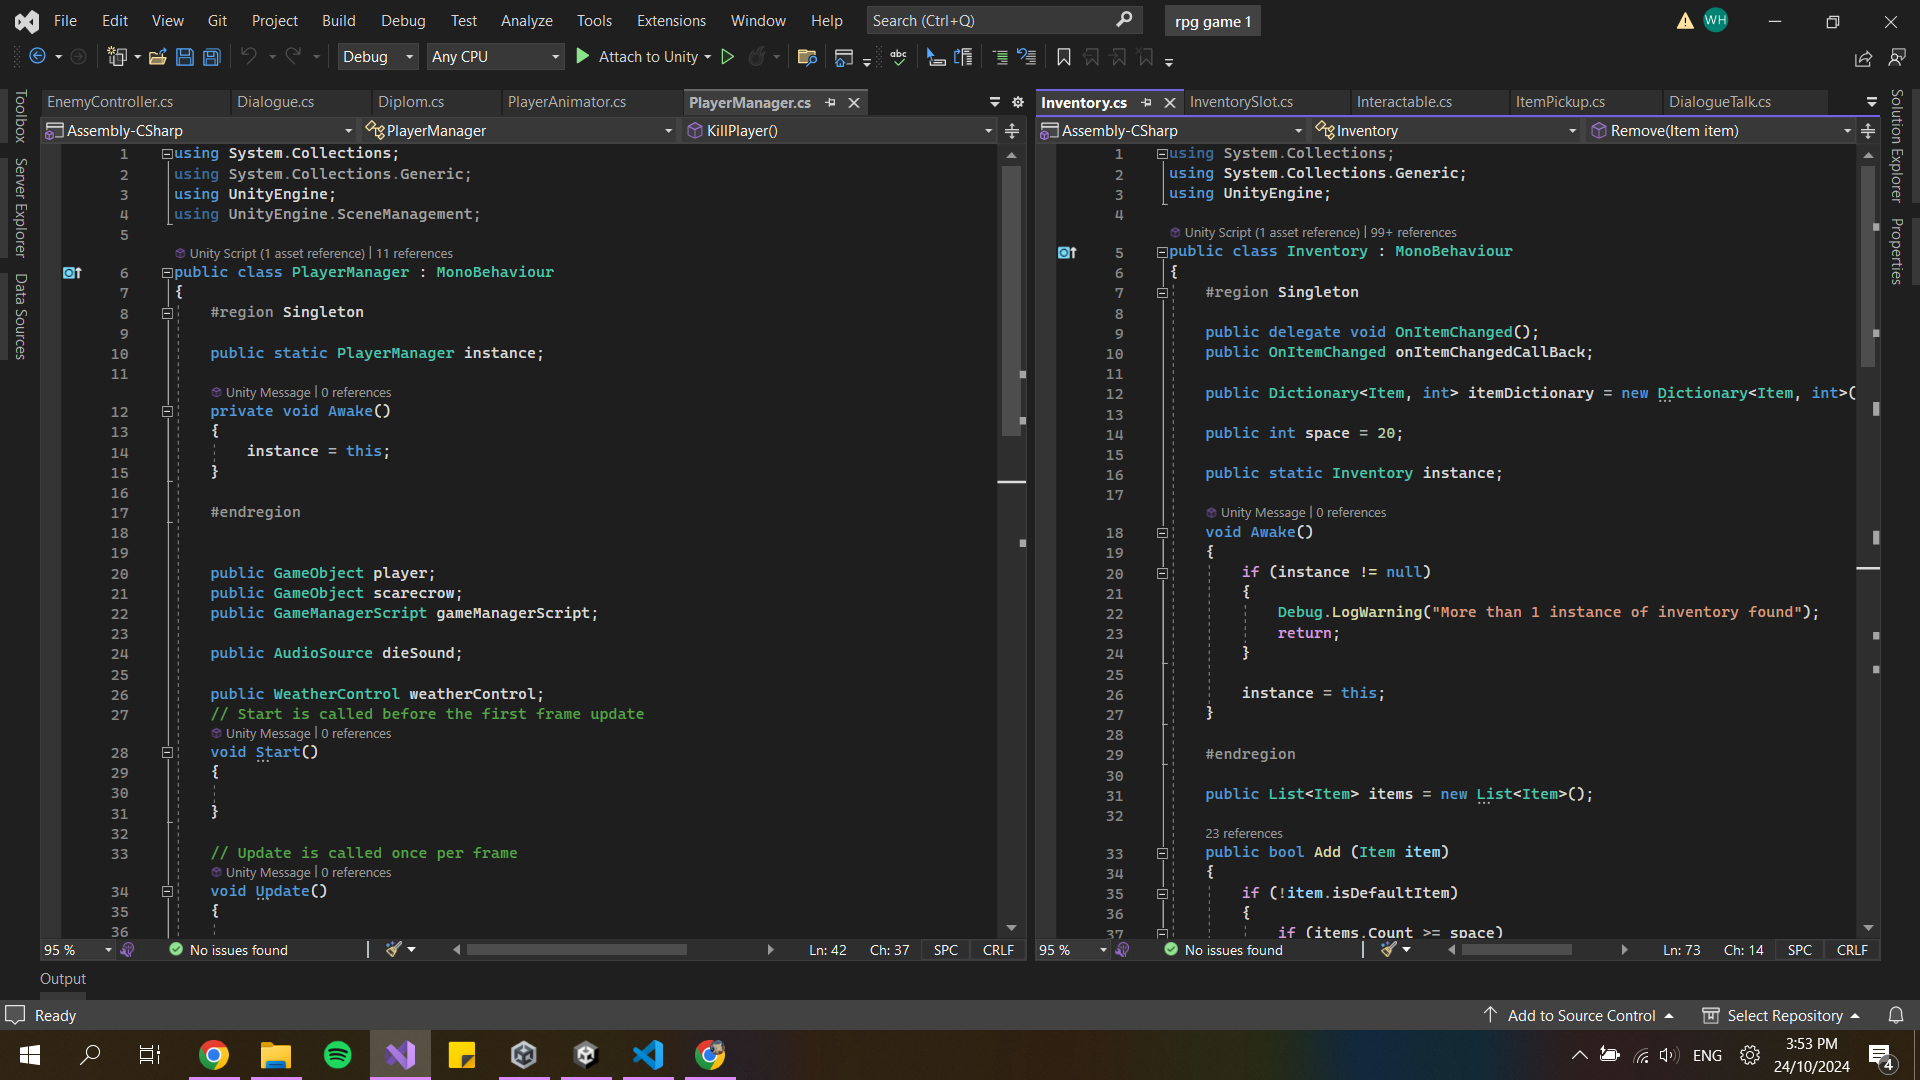 File Edit View Git Project Build Debug Test Analyze Tools Extensions Window Help Search (Ctrl+Q) rpg game 1 WH
Debug Any CPU Attach to Unity abc
Toolbox
Server Explorer
Data Sources
EnemyController.cs Dialogue.cs Diplom.cs PlayerAnimator.cs PlayerManager.cs
Assembly-CSharp PlayerManager KillPlayer()
1 using System.Collections;
2 using System.Collections.Generic;
3 using UnityEngine;
4 using UnityEngine.SceneManagement;
5
Unity Script (1 asset reference) | 11 references
6 public class PlayerManager : MonoBehaviour
7 {
8 #region Singleton
9
10 public static PlayerManager instance;
11
Unity Message | 0 references
12 private void Awake()
13 {
14 instance = this;
15 }
16
17 #endregion
18
19
20 public GameObject player;
21 public GameObject scarecrow;
22 public GameManagerScript gameManagerScript;
23
24 public AudioSource dieSound;
25
26 public WeatherControl weatherControl;
27 // Start is called before the first frame update
Unity Message | 0 references
28 void Start()
29 {
30
31 }
32
33 // Update is called once per frame
Unity Message | 0 references
34 void Update()
35 {
36
95 % No issues found Ln: 42 Ch: 37 SPC CRLF
Inventory.cs InventorySlot.cs Interactable.cs ItemPickup.cs DialogueTalk.cs
Assembly-CSharp Inventory Remove(Item item)
1 using System.Collections;
2 using System.Collections.Generic;
3 using UnityEngine;
4
Unity Script (1 asset reference) | 99+ references
5 public class Inventory : MonoBehaviour
6 {
7 #region Singleton
8
9 public delegate void OnItemChanged();
10 public OnItemChanged onItemChangedCallBack;
11
12 public Dictionary<Item, int> itemDictionary = new Dictionary<Item, int>(
13
14 public int space = 20;
15
16 public static Inventory instance;
17
Unity Message | 0 references
18 void Awake()
19 {
20 if (instance != null)
21 {
22 Debug.LogWarning("More than 1 instance of inventory found");
23 return;
24 }
25
26 instance = this;
27 }
28
29 #endregion
30
31 public List<Item> items = new List<Item>();
32
23 references
33 public bool Add (Item item)
34 {
35 if (!item.isDefaultItem)
36 {
37 if (items.Count >= space)
95 % No issues found Ln: 73 Ch: 14 SPC CRLF
Solution Explorer
Properties
Output
Ready Add to Source Control Select Repository
ENG 3:53 PM
24/10/2024 4